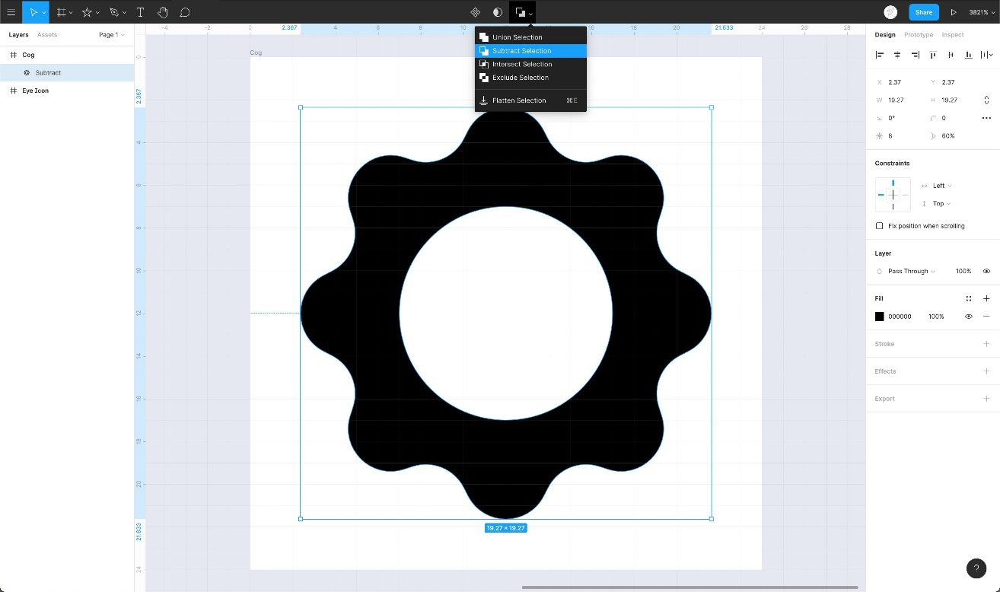 Share
3821%
Layers Assets Page 1
Cog
Subtract
Eye Icon
-4 -2 0 2.367 4 6 8 10 18 20 21.633 24 26 28
0
2.367
4
6
8
10
12
14
16
18
20
21.633
24
Cog
Union Selection
Subtract Selection
Intersect Selection
Exclude Selection
Flatten Selection ⌘E
19.27 × 19.27
Design Prototype Inspect
X 2.37 Y 2.37
W 19.27 H 19.27
0° 0
8 60%
Constraints
Left
Top
Fix position when scrolling
Layer
Pass Through 100%
Fill
000000 100%
Stroke
Effects
Export
?